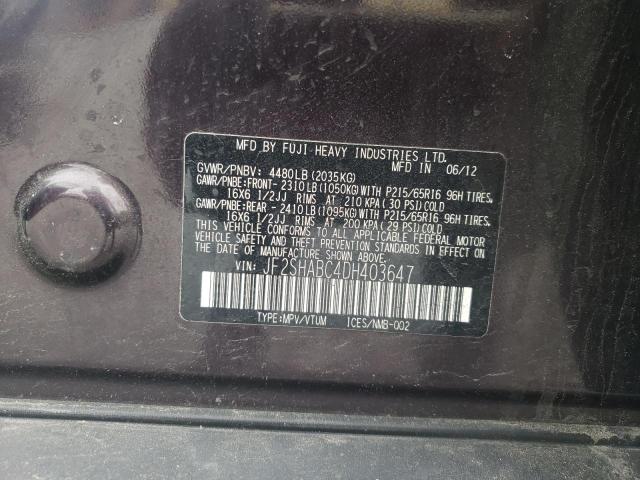 MFD BY FUJI HEAVY INDUSTRIES LTD.
MFD IN 06/12
GVWR/PNBV: 4480LB (2035KG)
GAWR/PNBE:FRONT- 2310LB(1050KG)WITH P215/65R16 96H TIRES,
16X6 1/2JJ RIMS AT 210 KPA(30 PSI)COLD
GAWR/PNBE:REAR - 2410LB(1095KG)WITH P215/65R16 96H TIRES,
16X6 1/2JJ RIMS AT 200 KPA(29 PSI)COLD
THIS VEHICLE CONFORMS TO ALL APPLICABLE FEDERAL MOTOR
VEHICLE SAFETY AND THEFT PREVENTION STANDARDS IN EFFECT
ON THE DATE OF MANUFACTURE SHOWN ABOVE.
VIN: JF2SHABC4DH403647
TYPE:MPV/VTUM ICES/NMB-002